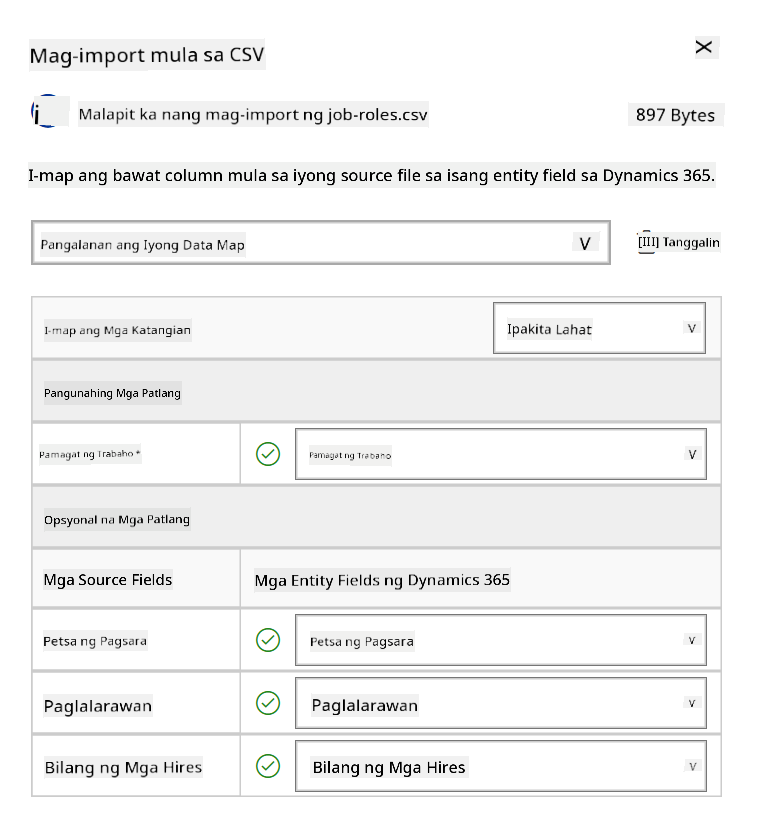 Mag-import mula sa CSV
Malapit ka nang mag-import ng job-roles.csv 897 Bytes
I-map ang bawat column mula sa iyong source file sa isang entity field sa Dynamics 365.
Pangalanan ang Iyong Data Map V [III] Tanggalin
I-map ang Mga Katangian Ipakita Lahat V
Pangunahing Mga Patlang
Pamagat ng Trabaho * Pamagat ng Trabaho V
Opsyonal na Mga Patlang
Mga Source Fields Mga Entity Fields ng Dynamics 365
Petsa ng Pagsara Petsa ng Pagsara V
Paglalarawan Paglalarawan V
Bilang ng Mga Hires Bilang ng Mga Hires V